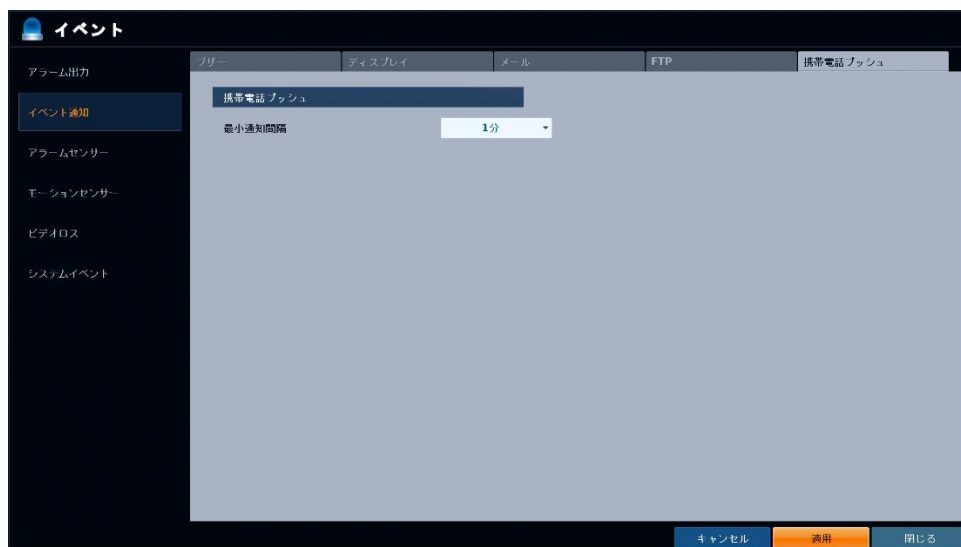 イベント
アラーム出力
イベント通知
アラームセンサー
モーションセンサー
ビデオロス
システムイベント
ブザー ディスプレイ メール FTP 携帯電話プッシュ
携帯電話プッシュ
最小通知間隔 1分
キャンセル 適用 閉じる